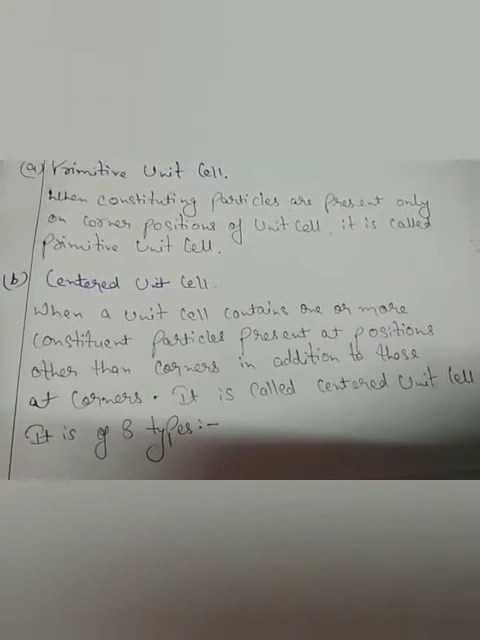 (a) Primitive Unit Cell.
When constituting Particles are Present only
on corner positions of Unit Cell, it is called
Primitive Unit Cell.
(b) Centered Unit Cell.
When a unit cell contains one or more
constituent particles Present at positions
other than corners in addition to those
at corners. It is called centered Unit Cell
It is of 3 types:-